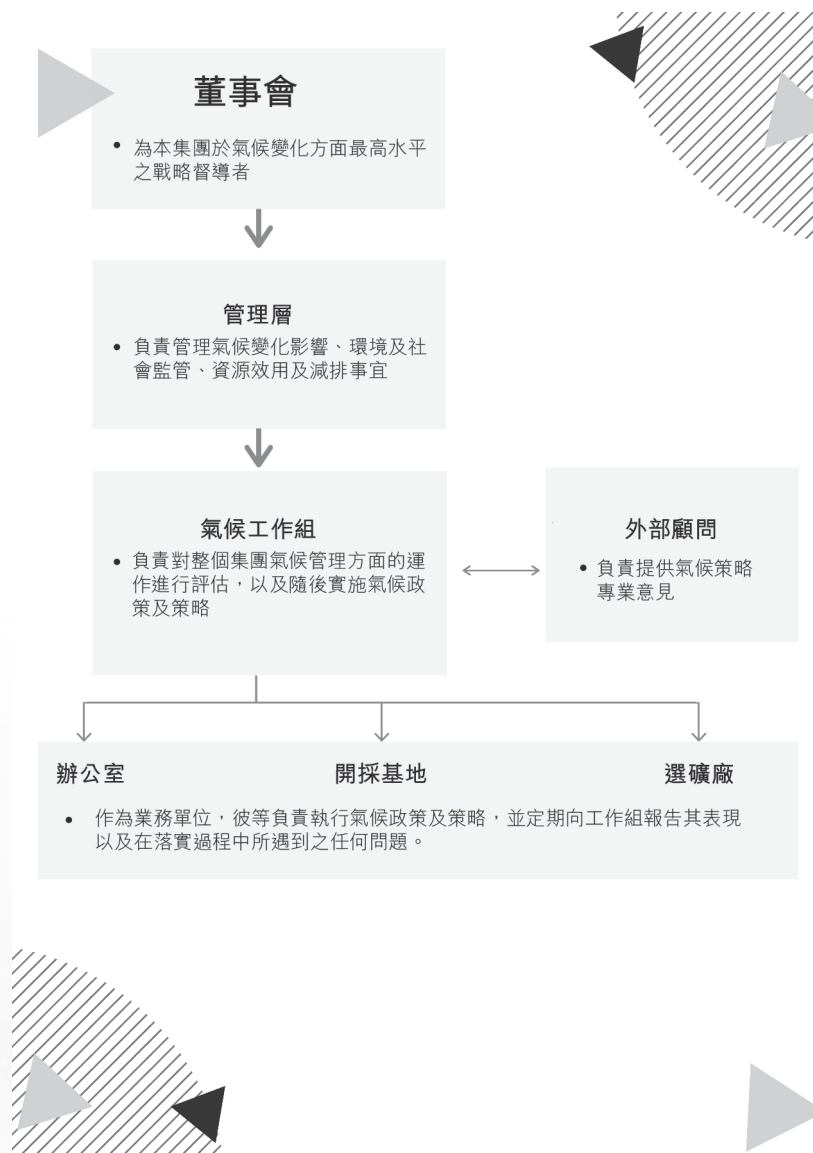 董事會
• 為本集團於氣候變化方面最高水平
之戰略督導者
管理層
• 負責管理氣候變化影響、環境及社
會監管、資源效用及減排事宜
氣候工作組
• 負責對整個集團氣候管理方面的運
作進行評估，以及隨後實施氣候政
策及策略
外部顧問
• 負責提供氣候策略
專業意見
辦公室 開採基地 選礦廠
• 作為業務單位，彼等負責執行氣候政策及策略，並定期向工作組報告其表現
以及在落實過程中所遇到之任何問題。